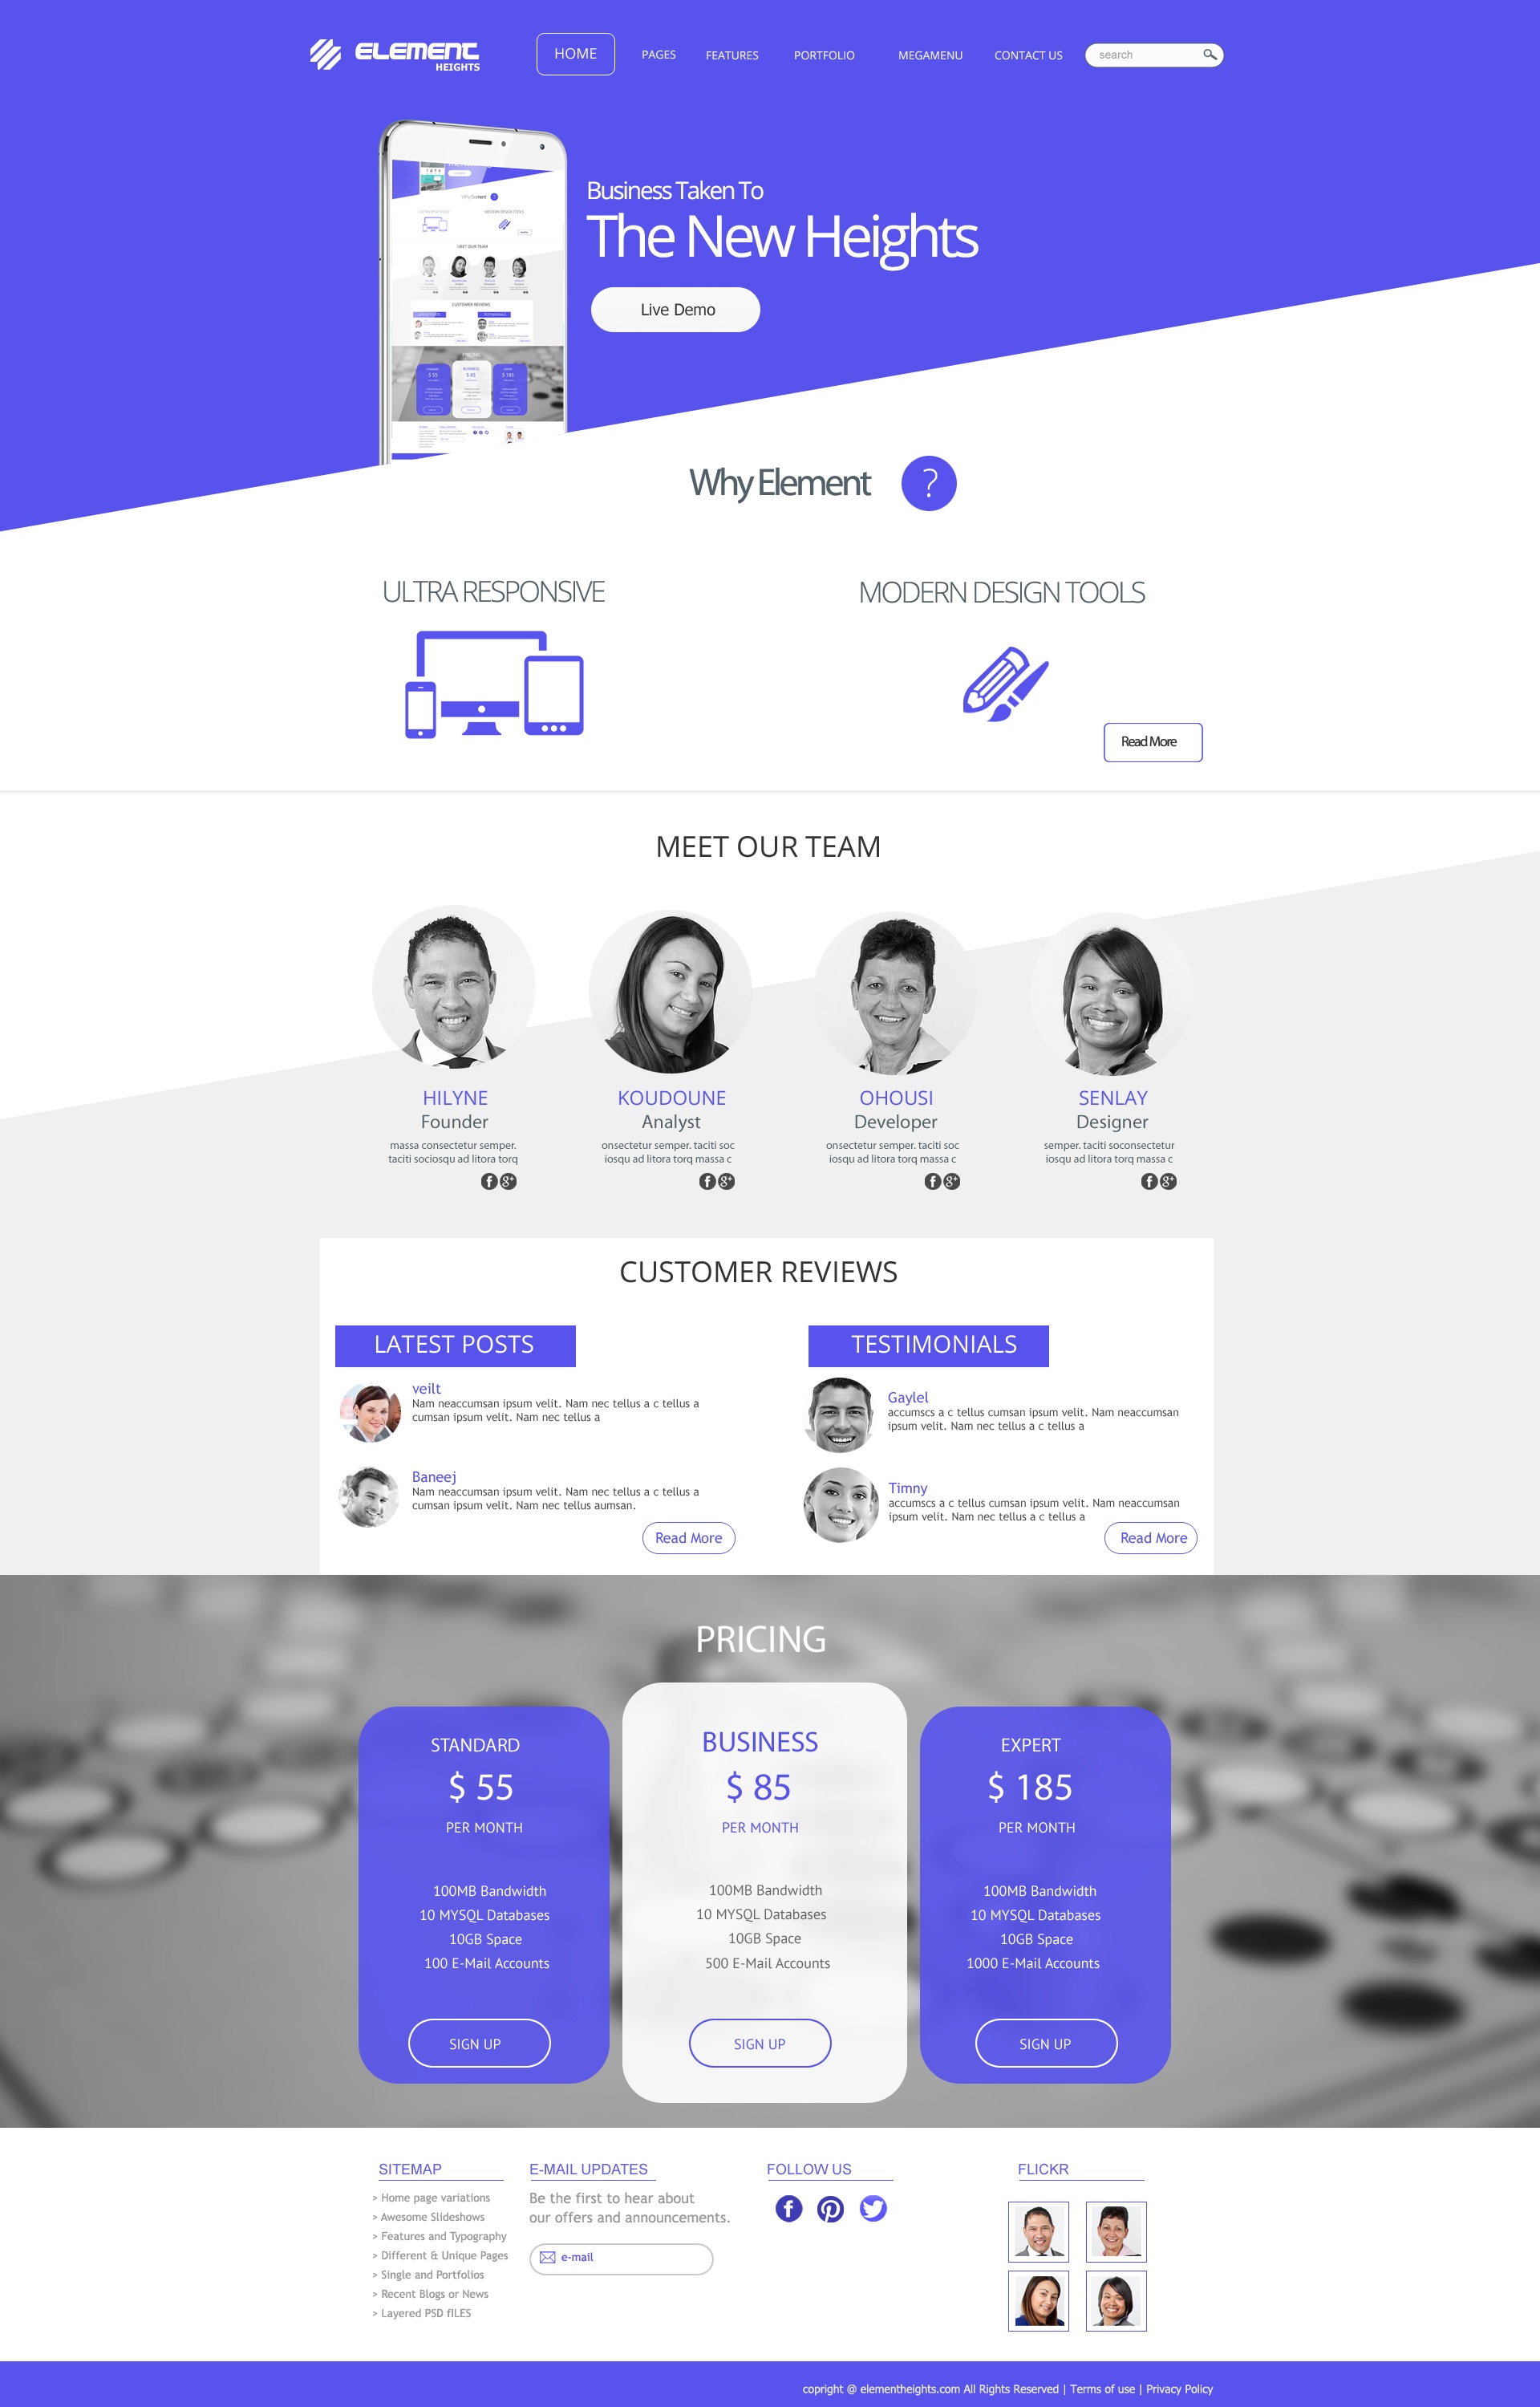 ELEMENT
HEIGHTS
HOME
PAGES
FEATURES
PORTFOLIO
MEGAMENU
CONTACT US
search
Business Taken To
The New Heights
Live Demo
Why Element
?
ULTRA RESPONSIVE
MODERN DESIGN TOOLS
Read More
MEET OUR TEAM
HILYNE
Founder
massa consectetur semper.
taciti sociosqu ad litora torq
KOUDOUNE
Analyst
onsectetur semper. taciti soc
iosqu ad litora torq massa c
OHOUSI
Developer
onsectetur semper. taciti soc
iosqu ad litora torq massa c
SENLAY
Designer
semper. taciti soconsectetur
iosqu ad litora torq massa c
CUSTOMER REVIEWS
LATEST POSTS
veilt
Nam neaccumsan ipsum velit. Nam nec tellus a c tellus a
cumsan ipsum velit. Nam nec tellus a
Baneej
Nam neaccumsan ipsum velit. Nam nec tellus a c tellus a
cumsan ipsum velit. Nam nec tellus aumsan.
Read More
TESTIMONIALS
Gaylel
accumscs a c tellus cumsan ipsum velit. Nam neaccumsan
ipsum velit. Nam nec tellus a c tellus a
Timny
accumscs a c tellus cumsan ipsum velit. Nam neaccumsan
ipsum velit. Nam nec tellus a c tellus a
Read More
PRICING
STANDARD
$ 55
PER MONTH
100MB Bandwidth
10 MYSQL Databases
10GB Space
100 E-Mail Accounts
SIGN UP
BUSINESS
$ 85
PER MONTH
100MB Bandwidth
10 MYSQL Databases
10GB Space
500 E-Mail Accounts
SIGN UP
EXPERT
$ 185
PER MONTH
100MB Bandwidth
10 MYSQL Databases
10GB Space
1000 E-Mail Accounts
SIGN UP
SITEMAP
> Home page variations
> Awesome Slideshows
> Features and Typography
> Different & Unique Pages
> Single and Portfolios
> Recent Blogs or News
> Layered PSD fILES
E-MAIL UPDATES
Be the first to hear about
our offers and announcements.
e-mail
FOLLOW US
FLICKR
copright @ elementheights.com All Rights Reserved | Terms of use | Privacy Policy